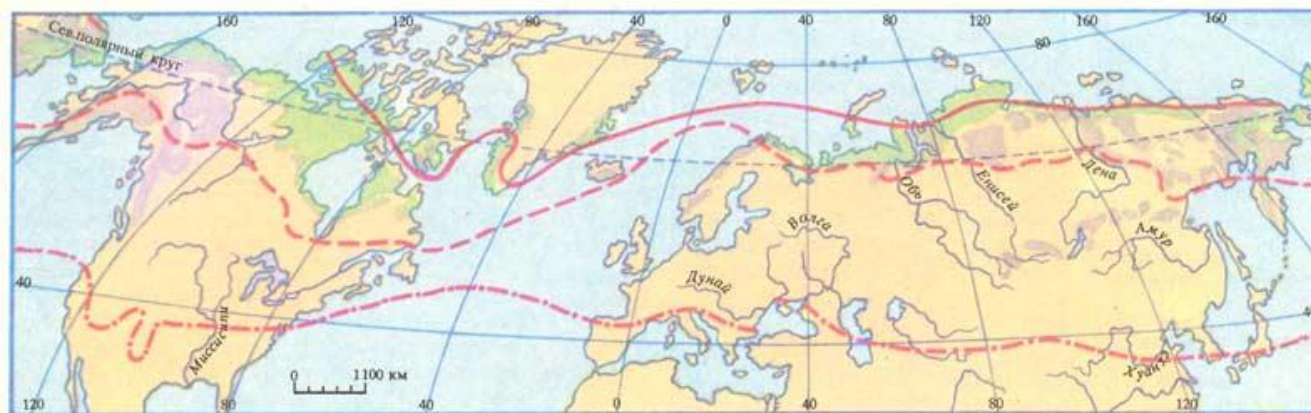 160 120 80 40 0 40 80 120 160 160
Сев. полярный круг
80
Обь
Енисей
Лена
Волга
Амур
Дунай
40
4
Миссисипи
Хуанхэ
0 1100 км
120 80 40 0 40 80 120